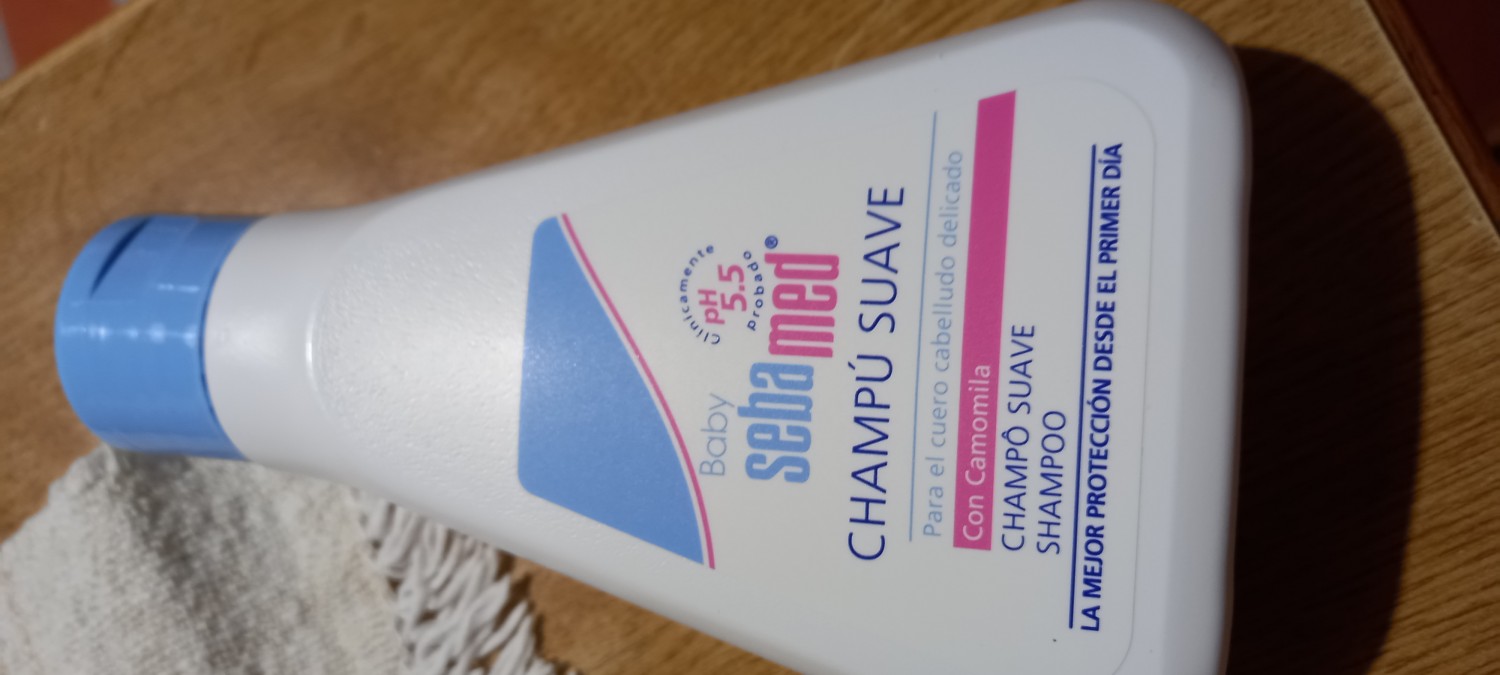 Baby
clínicamente
pH
5.5
probado
sebamed®
CHAMPÚ SUAVE
Para el cuero cabelludo delicado
Con Camomila
CHAMPÔ SUAVE
SHAMPOO
LA MEJOR PROTECCIÓN DESDE EL PRIMER DÍA